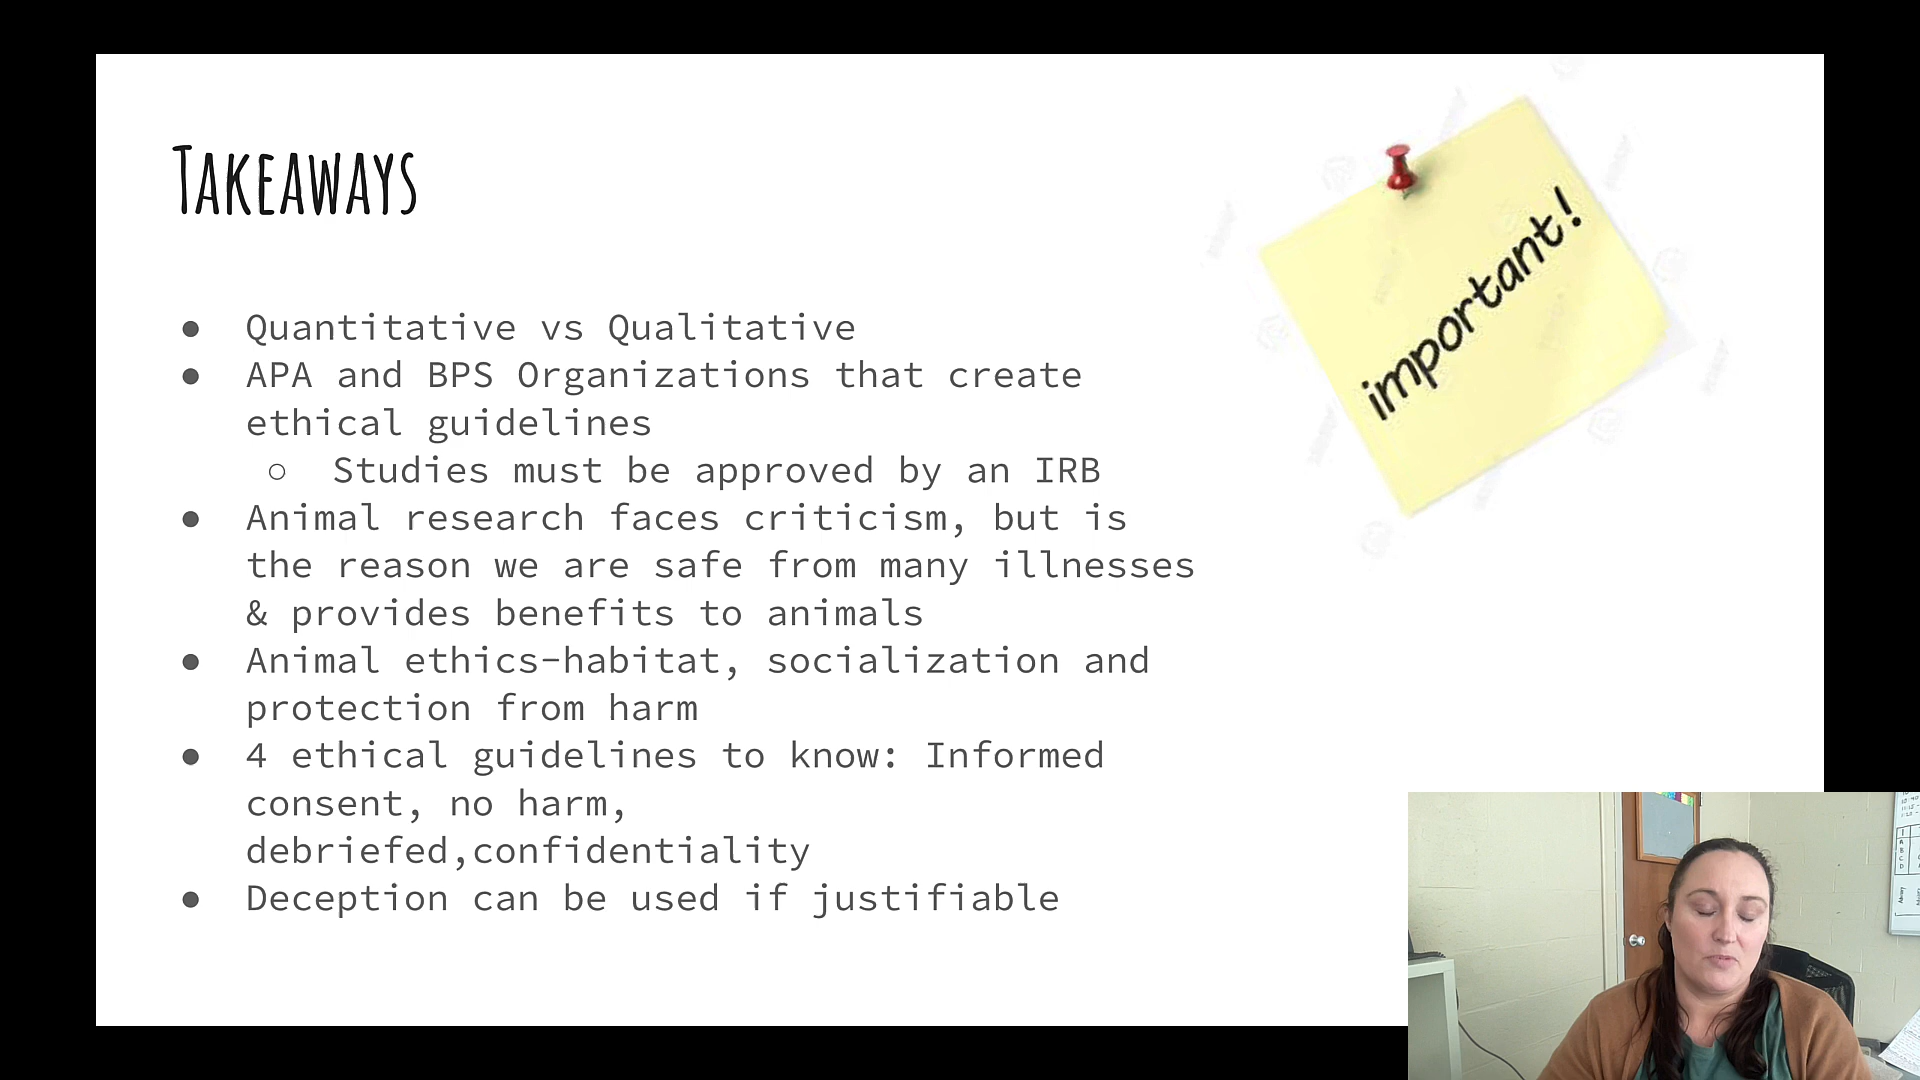 Takeaways
important!
● Quantitative vs Qualitative
● APA and BPS Organizations that create
ethical guidelines
○ Studies must be approved by an IRB
● Animal research faces criticism, but is
the reason we are safe from many illnesses
& provides benefits to animals
● Animal ethics-habitat, socialization and
protection from harm
● 4 ethical guidelines to know: Informed
consent, no harm,
debriefed,confidentiality
● Deception can be used if justifiable